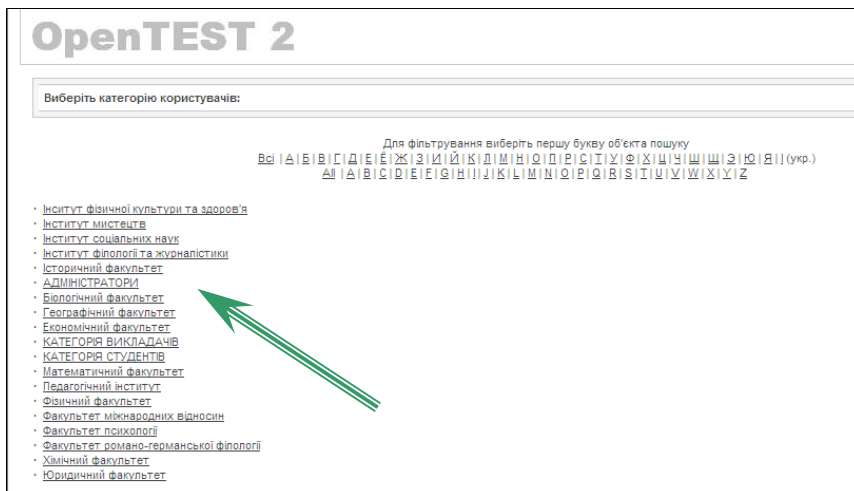 OpenTEST 2
Виберіть категорію користувачів:
Для фільтрування виберіть першу букву об'єкта пошуку
Всі | А | Б | В | Г | Д | Е | Ё | Ж | З | И | Й | К | Л | М | Н | О | П | Р | С | Т | У | Ф | Х | Ц | Ч | Ш | Щ | Э | Ю | Я | І (укр.)
All | A | B | C | D | E | F | G | H | I | J | K | L | M | N | O | P | Q | R | S | T | U | V | W | X | Y | Z
· Інситут фізичної культури та здоров'я
· Інститут мистецтв
· Інститут соціальних наук
· Інститут філології та журналістики
· Історичний факультет
· АДМІНІСТРАТОРИ
· Біологічний факультет
· Географічний факультет
· Економічний факультет
· КАТЕГОРІЯ ВИКЛАДАЧІВ
· КАТЕГОРІЯ СТУДЕНТІВ
· Математичний факультет
· Педагогічний інститут
· Фізичний факультет
· Факультет міжнародних відносин
· Факультет психології
· Факультет романо-германської філології
· Хімічний факультет
· Юридичний факультет